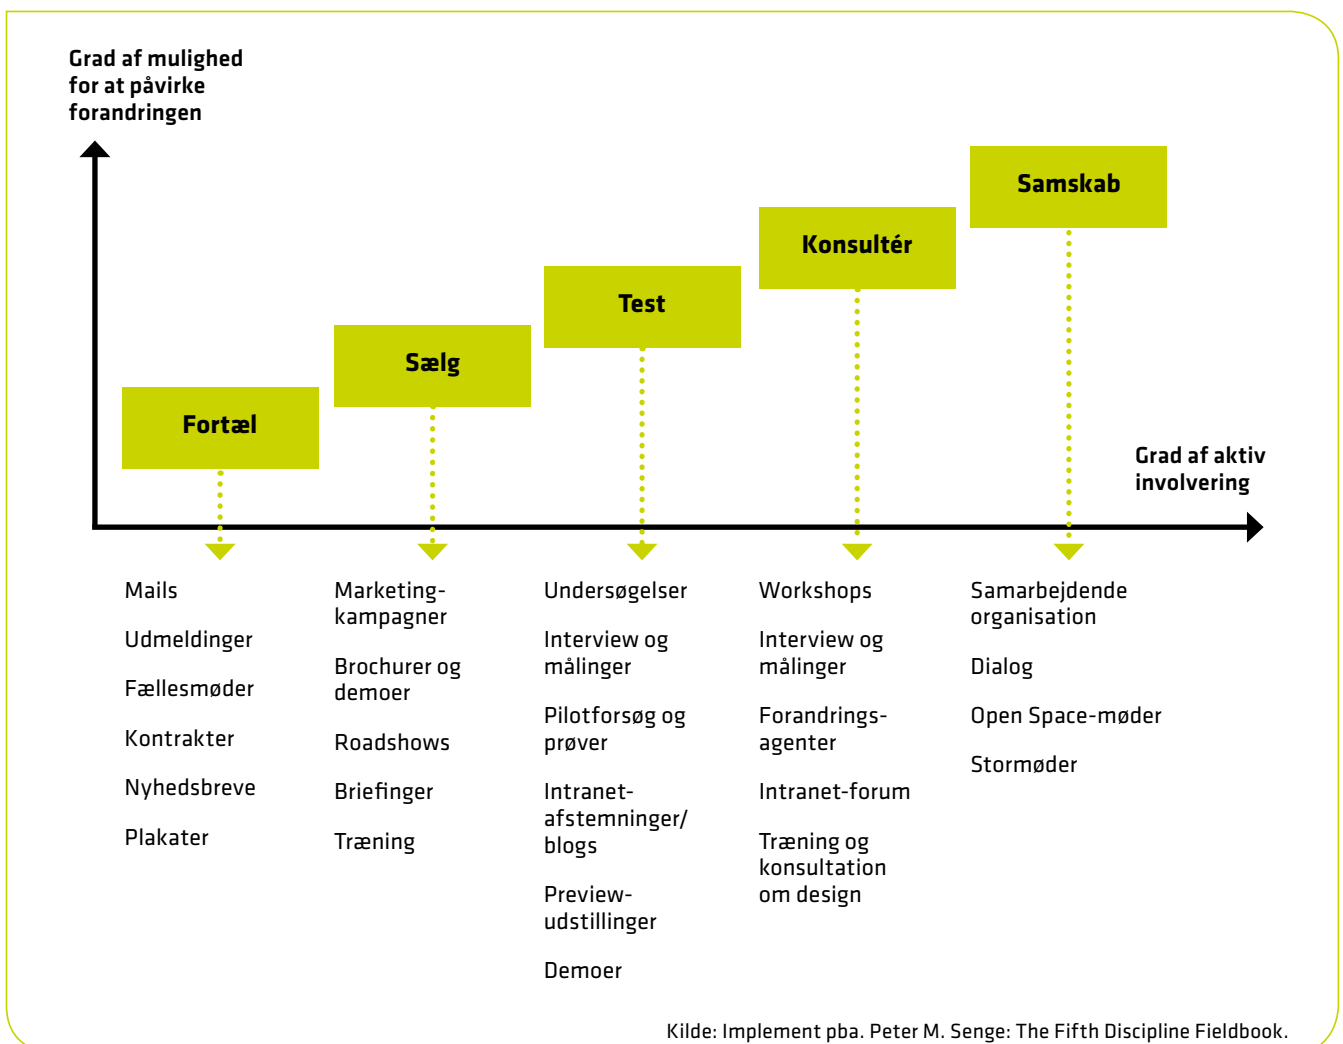 Grad af mulighed
for at påvirke
forandringen
Samskab
Konsultér
Test
Sælg
Fortæl
Grad af aktiv
involvering
Mails
Udmeldinger
Fællesmøder
Kontrakter
Nyhedsbreve
Plakater
Marketing-
kampagner
Brochurer og
demoer
Roadshows
Briefinger
Træning
Undersøgelser
Interview og
målinger
Pilotforsøg og
prøver
Intranet-
afstemninger/
blogs
Preview-
udstillinger
Demoer
Workshops
Interview og
målinger
Forandrings-
agenter
Intranet-forum
Træning og
konsultation
om design
Samarbejdende
organisation
Dialog
Open Space-møder
Stormøder
Kilde: Implement pba. Peter M. Senge: The Fifth Discipline Fieldbook.